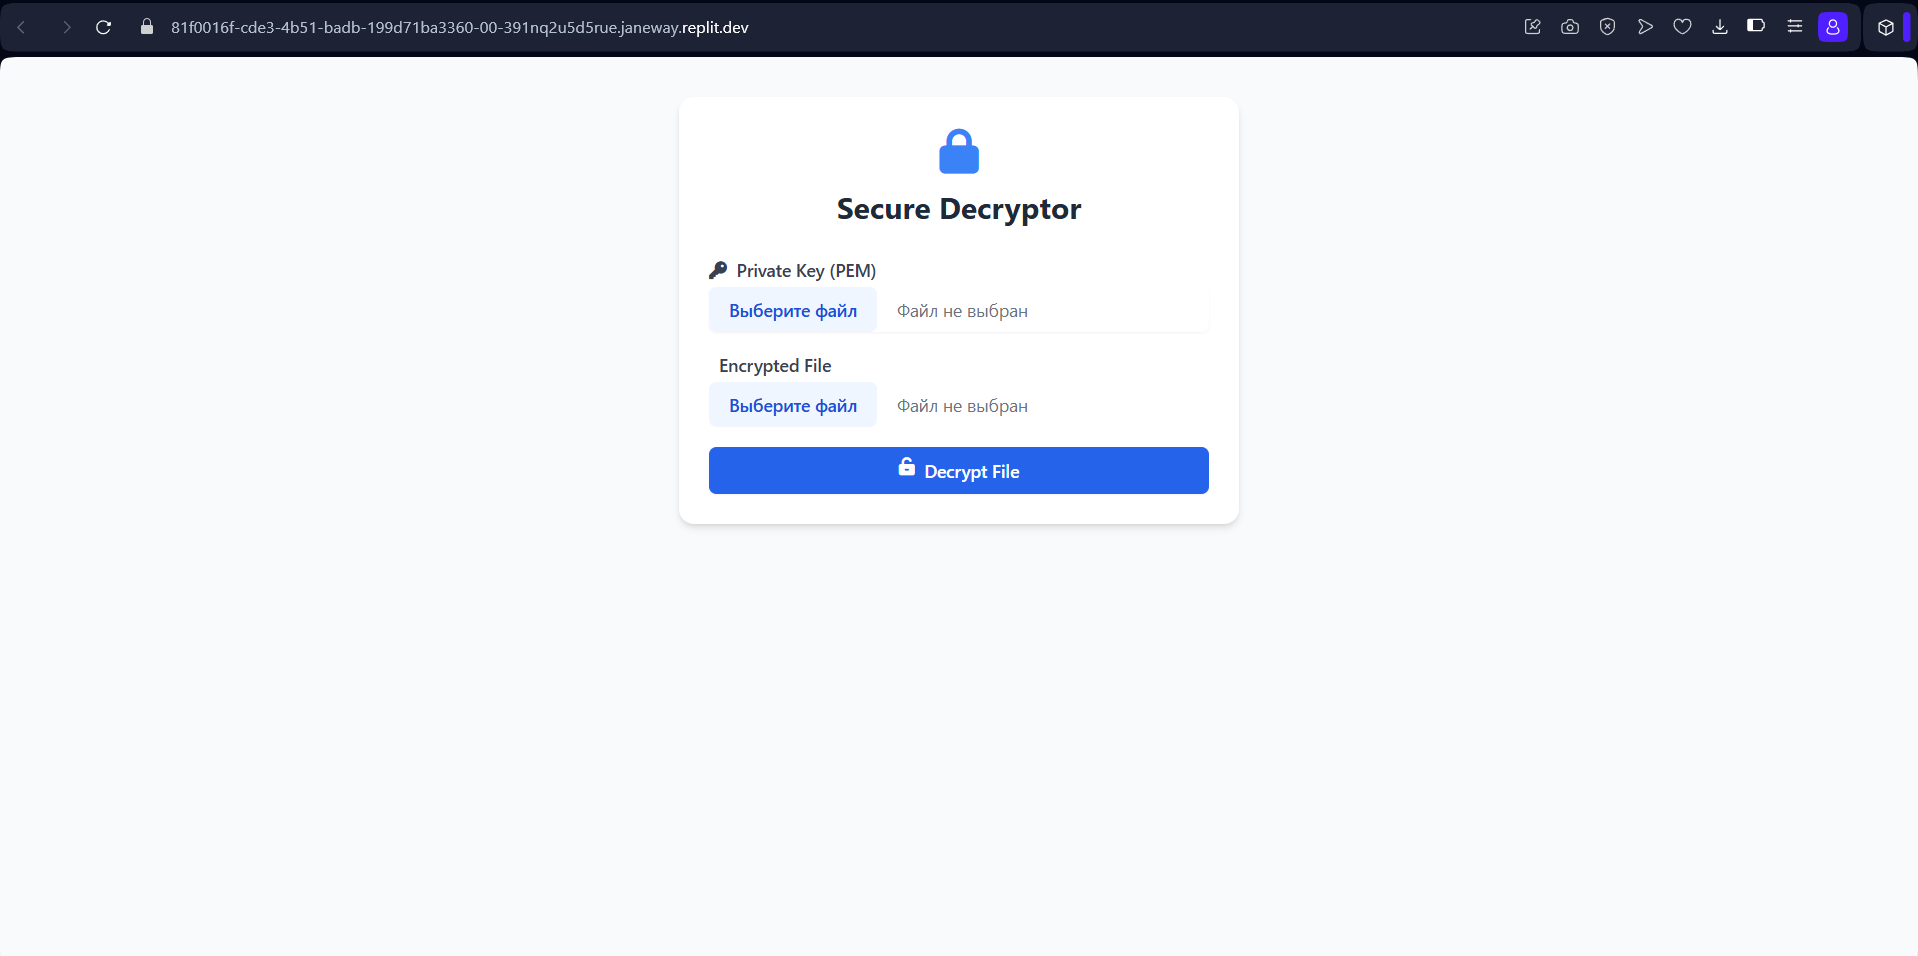 81f0016f-cde3-4b51-badb-199d71ba3360-00-391nq2u5d5rue.janeway.replit.dev
Secure Decryptor
Private Key (PEM)
Выберите файл Файл не выбран
Encrypted File
Выберите файл Файл не выбран
Decrypt File